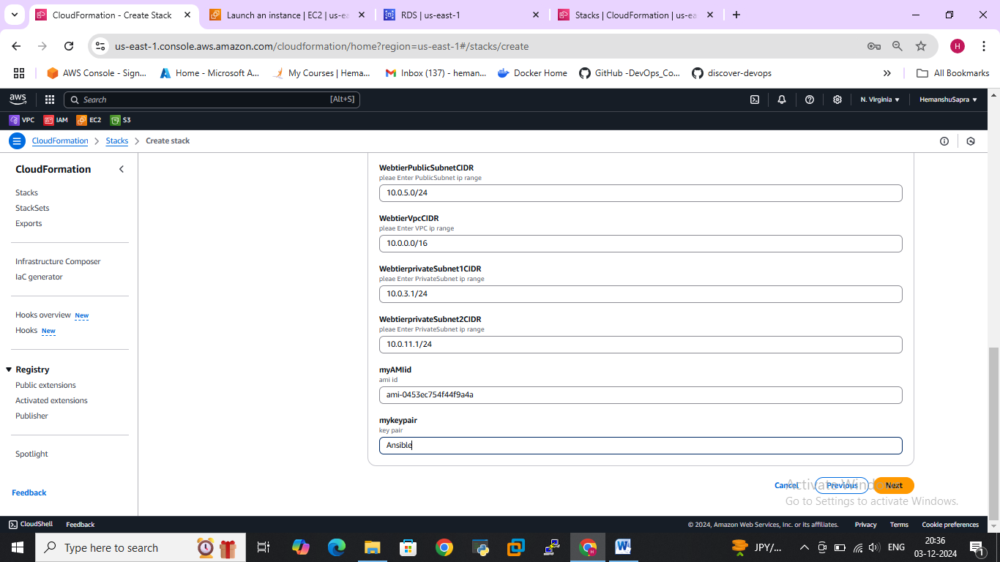 CloudFormation - Create Stack
Launch an instance | EC2 | us-ea
RDS | us-east-1
Stacks | CloudFormation | us-ea
us-east-1.console.aws.amazon.com/cloudformation/home?region=us-east-1#/stacks/create
H
AWS Console - Sign...
Home - Microsoft A...
My Courses | Hema...
Inbox (137) - heman...
Docker Home
GitHub -DevOps_Co...
discover-devops
All Bookmarks
aws
Search
[Alt+S]
N. Virginia
HemanshuSapra
VPC
IAM
EC2
S3
CloudFormation
Stacks
Create stack
CloudFormation
Stacks
StackSets
Exports
Infrastructure Composer
IaC generator
Hooks overview New
Hooks New
Registry
Public extensions
Activated extensions
Publisher
Spotlight
Feedback
WebtierPublicSubnetCIDR
pleae Enter PublicSubnet ip range
10.0.5.0/24
WebtierVpcCIDR
pleae Enter VPC ip range
10.0.0.0/16
WebtierprivateSubnet1CIDR
pleae Enter PrivateSubnet ip range
10.0.3.1/24
WebtierprivateSubnet2CIDR
pleae Enter PrivateSubnet ip range
10.0.11.1/24
myAMIid
ami id
ami-0453ec754f44f9a4a
mykeypair
key pair
Ansible
Cancel
Previous
Next
Activate Windows
Go to Settings to activate Windows.
CloudShell
Feedback
© 2024, Amazon Web Services, Inc. or its affiliates.
Privacy
Terms
Cookie preferences
Type here to search
JPY/...
ENG
20:36
03-12-2024
1